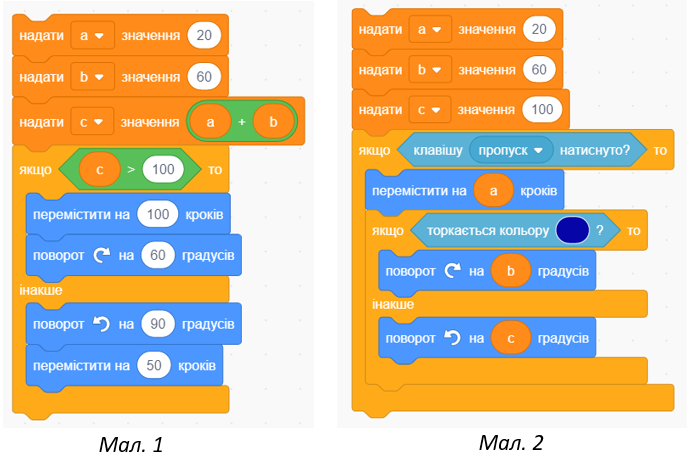 надати a значення 20
надати b значення 60
надати c значення a + b
якщо c > 100 то
перемістити на 100 кроків
поворот на 60 градусів
інакше
поворот на 90 градусів
перемістити на 50 кроків
Мал. 1
надати a значення 20
надати b значення 60
надати c значення 100
якщо клавішу пропуск натиснуто? то
перемістити на a кроків
якщо торкається кольору ? то
поворот на b градусів
інакше
поворот на c градусів
Мал. 2